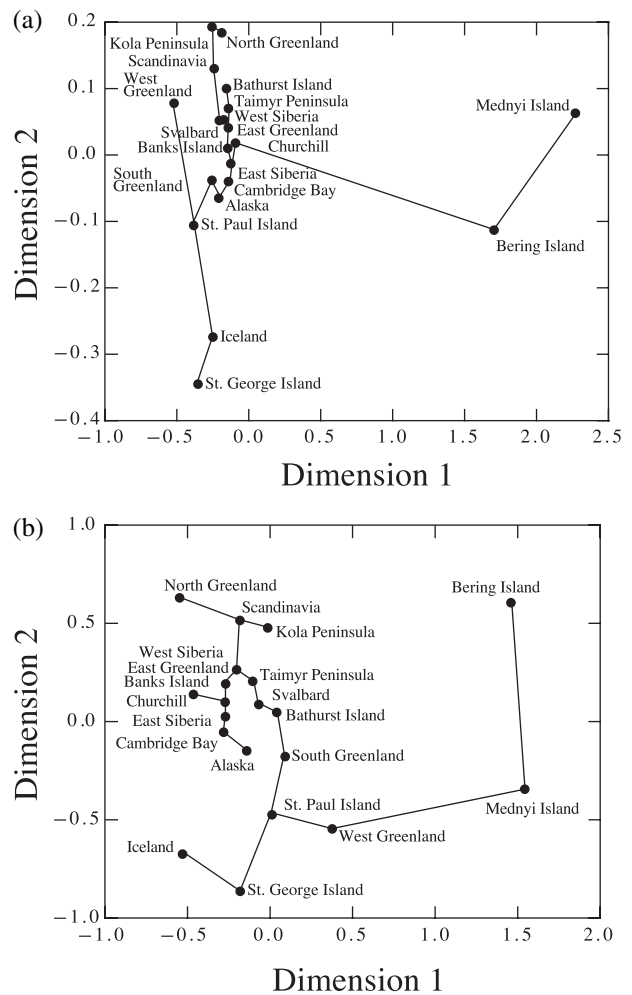 (a)
0.2
Kola Peninsula
North Greenland
Scandinavia
West
Greenland
0.1
Bathurst Island
Taimyr Peninsula
Mednyi Island
West Siberia
Svalbard
East Greenland
Banks Island
Churchill
0.0
South
Greenland
East Siberia
Cambridge Bay
Alaska
−0.1
St. Paul Island
Bering Island
−0.2
Iceland
−0.3
St. George Island
−0.4
Dimension 2
−1.0 −0.5 0.0 0.5 1.0 1.5 2.0 2.5
Dimension 1
(b)
1.0
North Greenland
Bering Island
Scandinavia
0.5
Kola Peninsula
West Siberia
East Greenland
Taimyr Peninsula
Banks Island
Svalbard
Churchill
Bathurst Island
0.0
East Siberia
Cambridge Bay
South Greenland
Alaska
−0.5
St. Paul Island
Mednyi Island
West Greenland
Iceland
St. George Island
−1.0
Dimension 2
−1.0 −0.5 0.0 0.5 1.0 1.5 2.0
Dimension 1